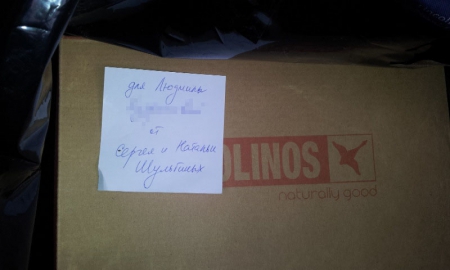 для Людмилы
от
Сергея и Натальи
Шульгиных
OLINOS
naturally good